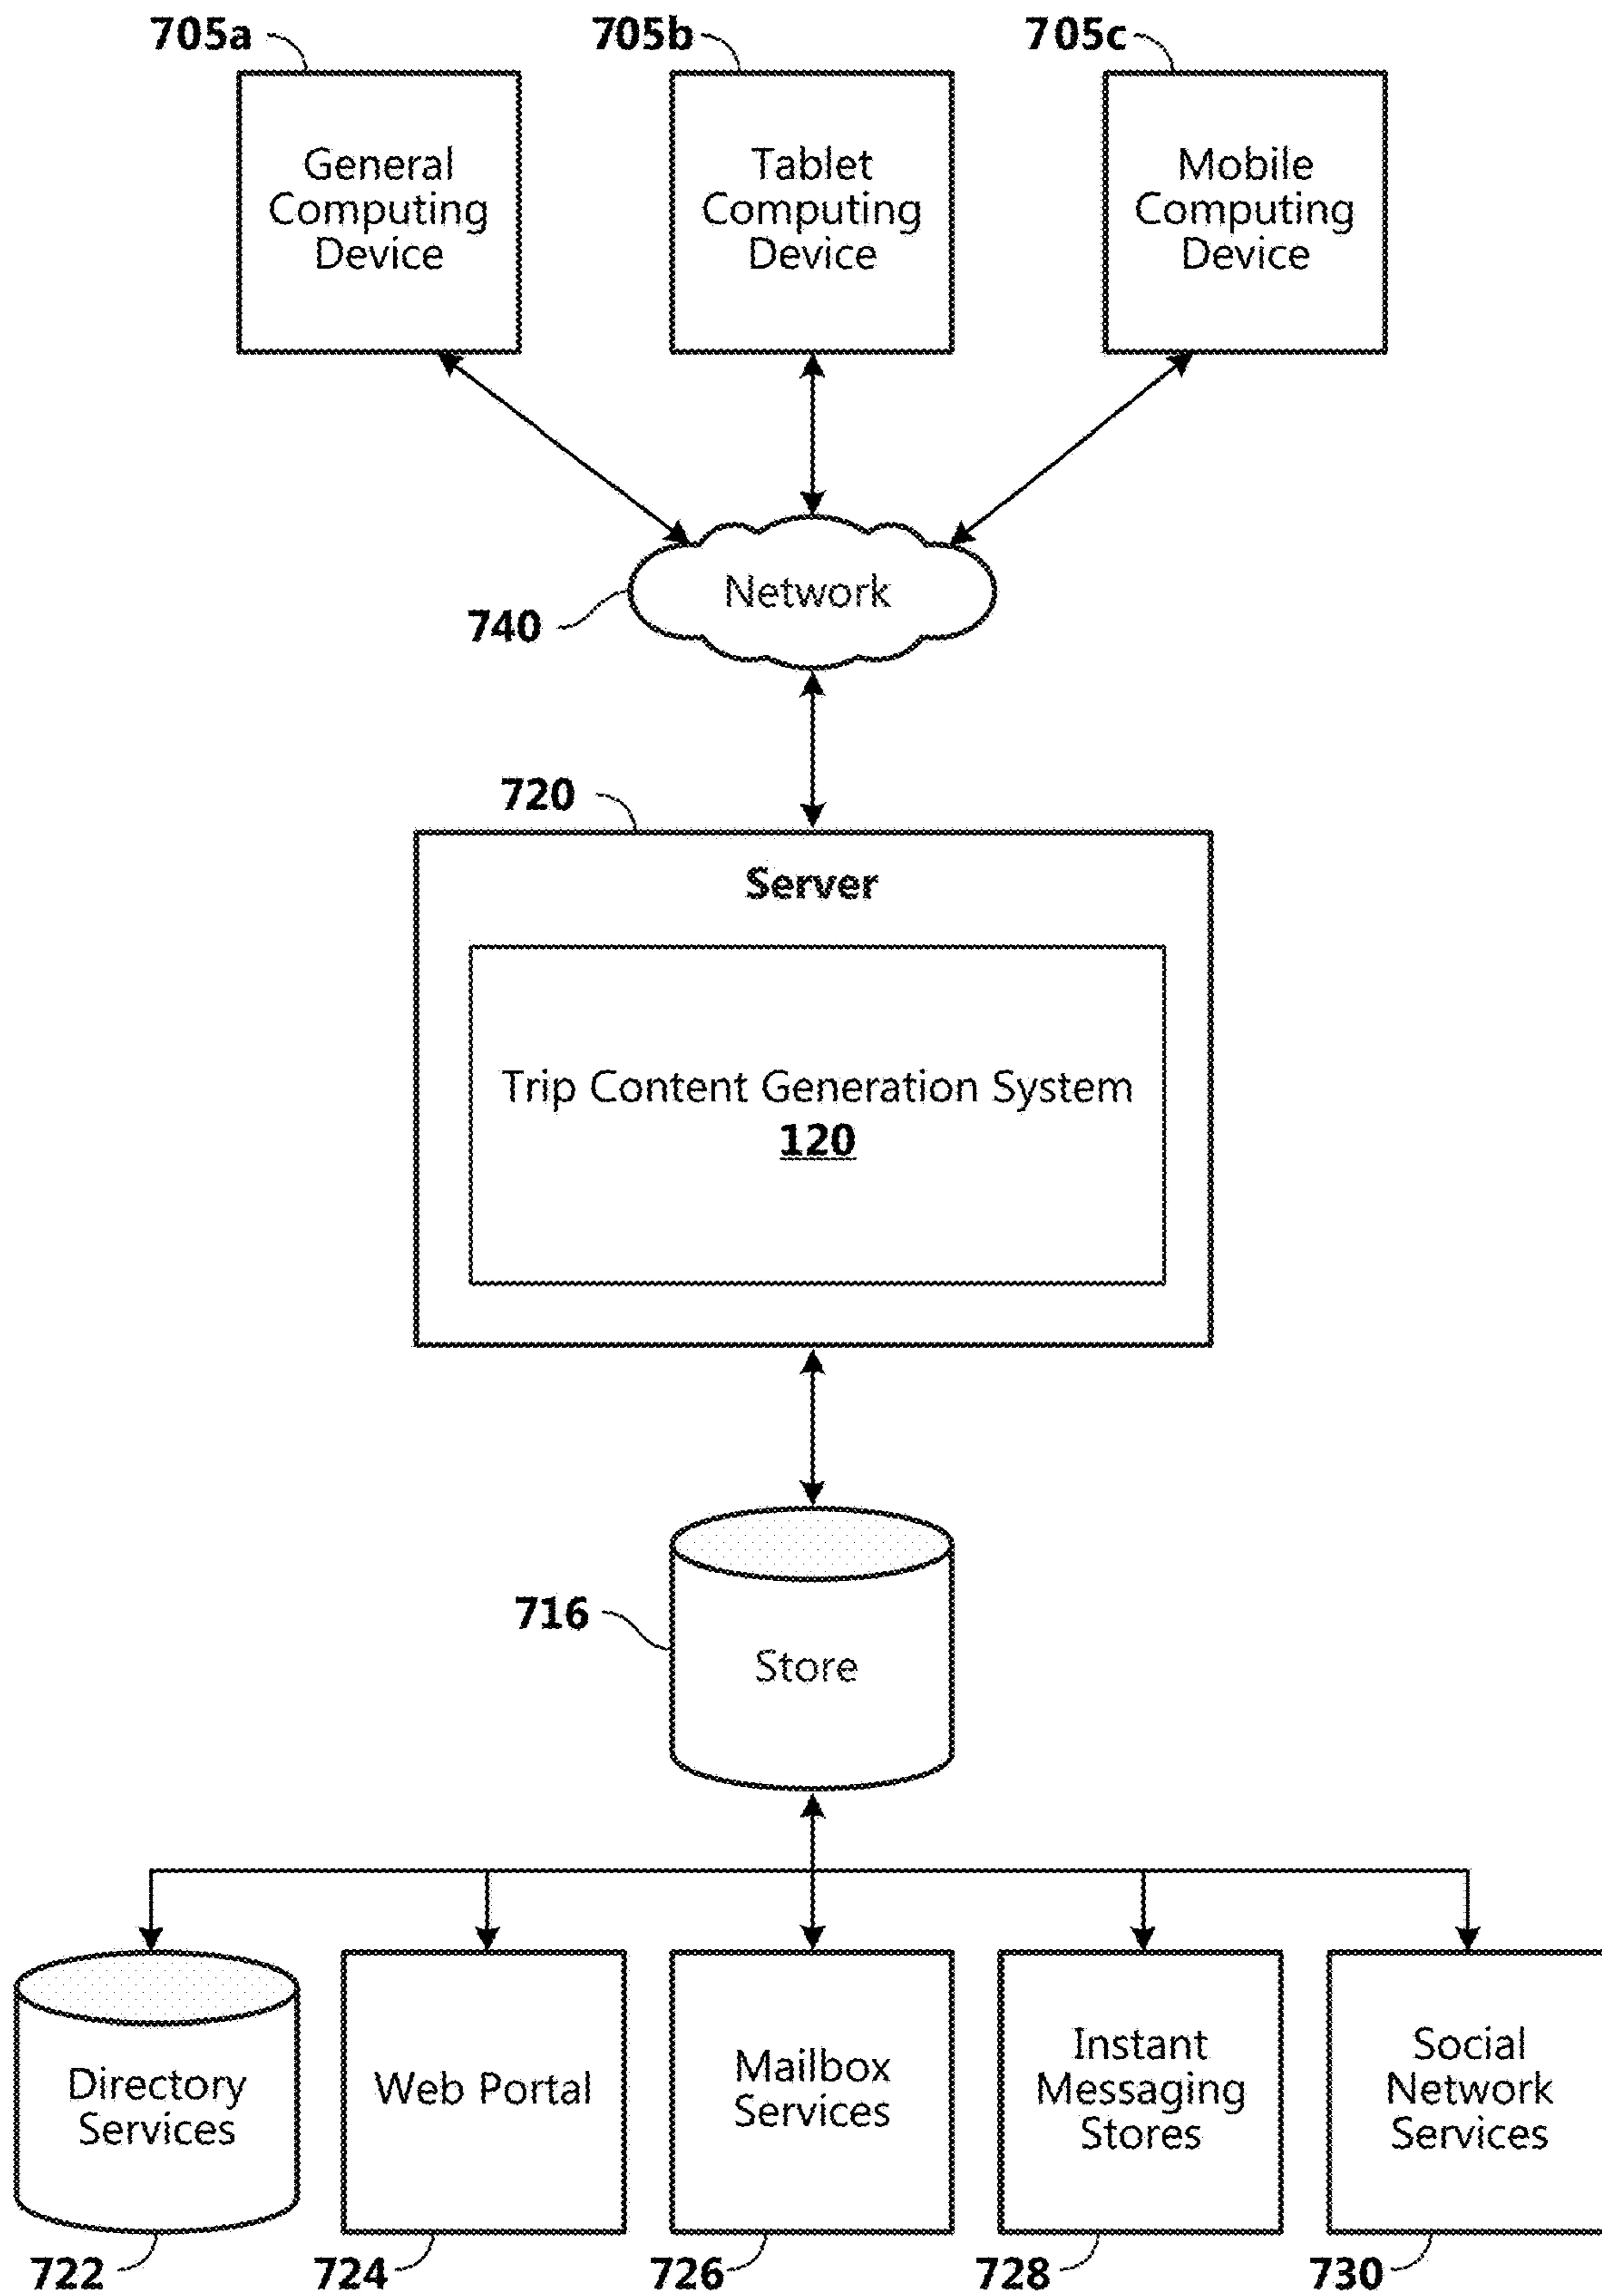 705a
705b
705c
General
Computing
Device
Tablet
Computing
Device
Mobile
Computing
Device
Network
740
720
Server
Trip Content Generation System
120
716
Store
Directory
Services
Web Portal
Mailbox
Services
Instant
Messaging
Stores
Social
Network
Services
722
724
726
728
730